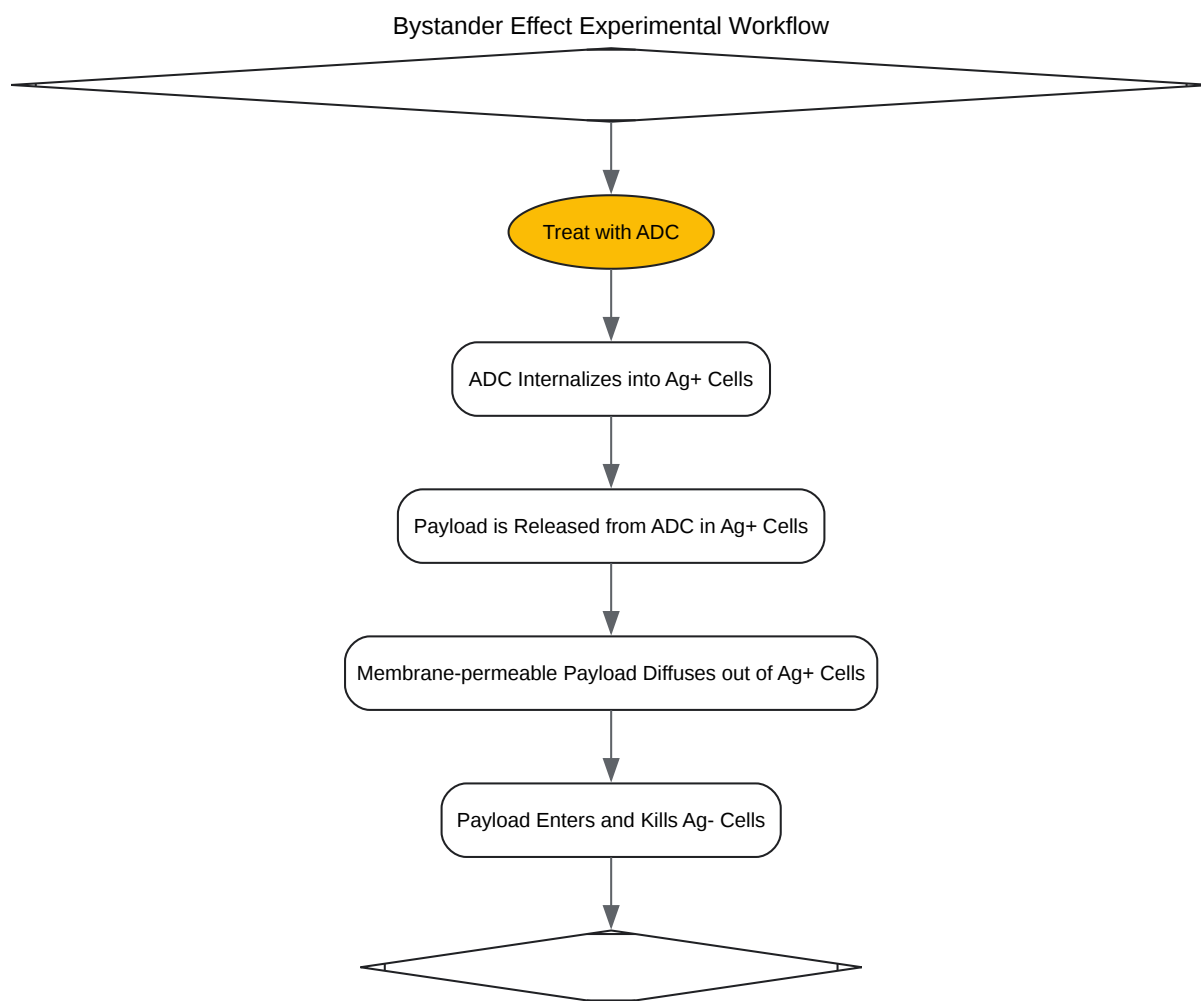 Bystander Effect Experimental Workflow
Treat with ADC
ADC Internalizes into Ag+ Cells
Payload is Released from ADC in Ag+ Cells
Membrane-permeable Payload Diffuses out of Ag+ Cells
Payload Enters and Kills Ag- Cells